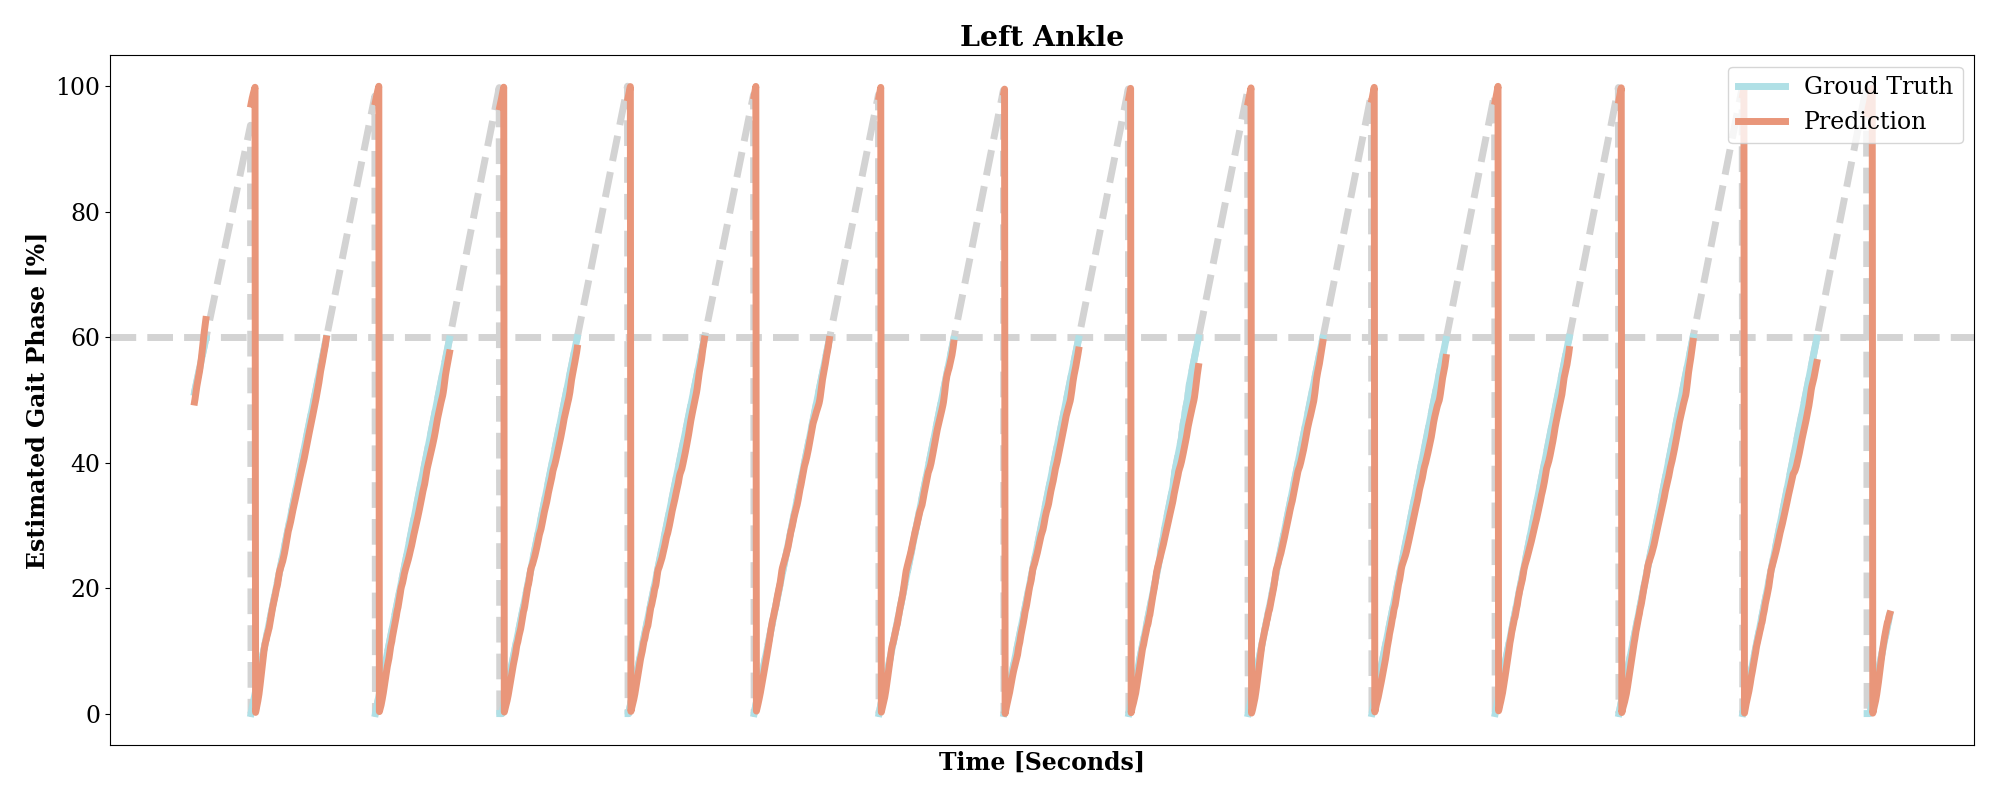 Left Ankle
Groud Truth
Prediction
100
80
60
40
20
0
Estimated Gait Phase [%]
Time [Seconds]